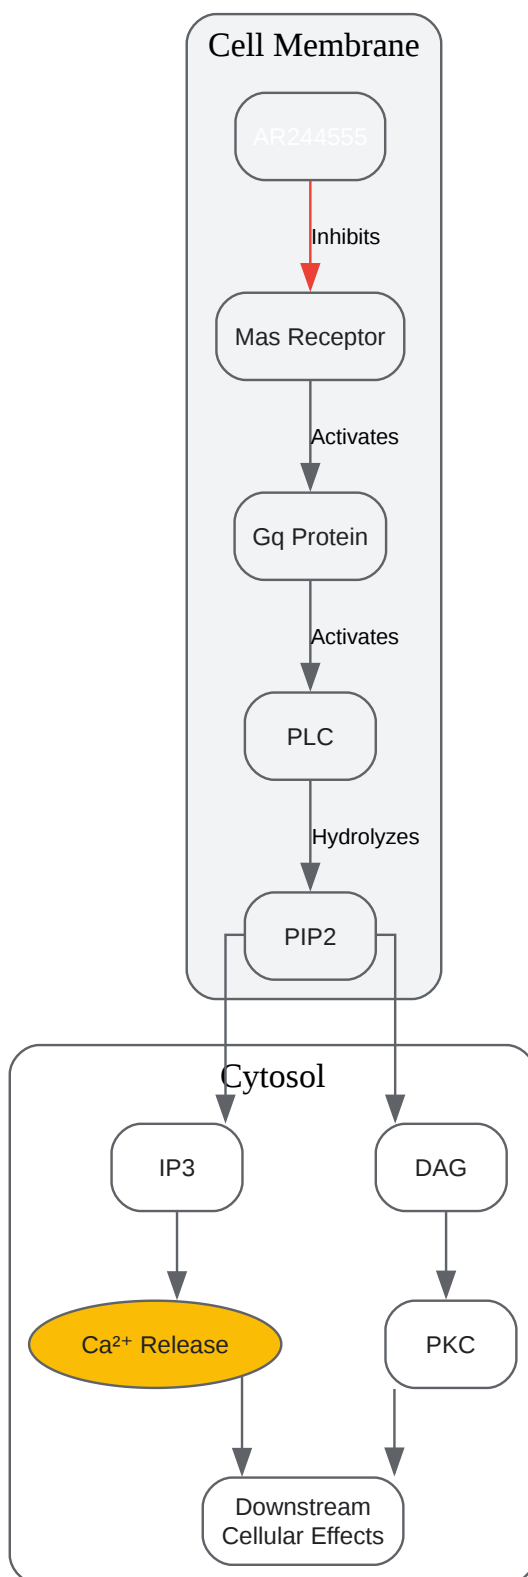 Cell Membrane
AR244555
Inhibits
Mas Receptor
Activates
Gq Protein
Activates
PLC
Hydrolyzes
PIP2
Cytosol
IP3
DAG
Ca²⁺ Release
PKC
Downstream
Cellular Effects